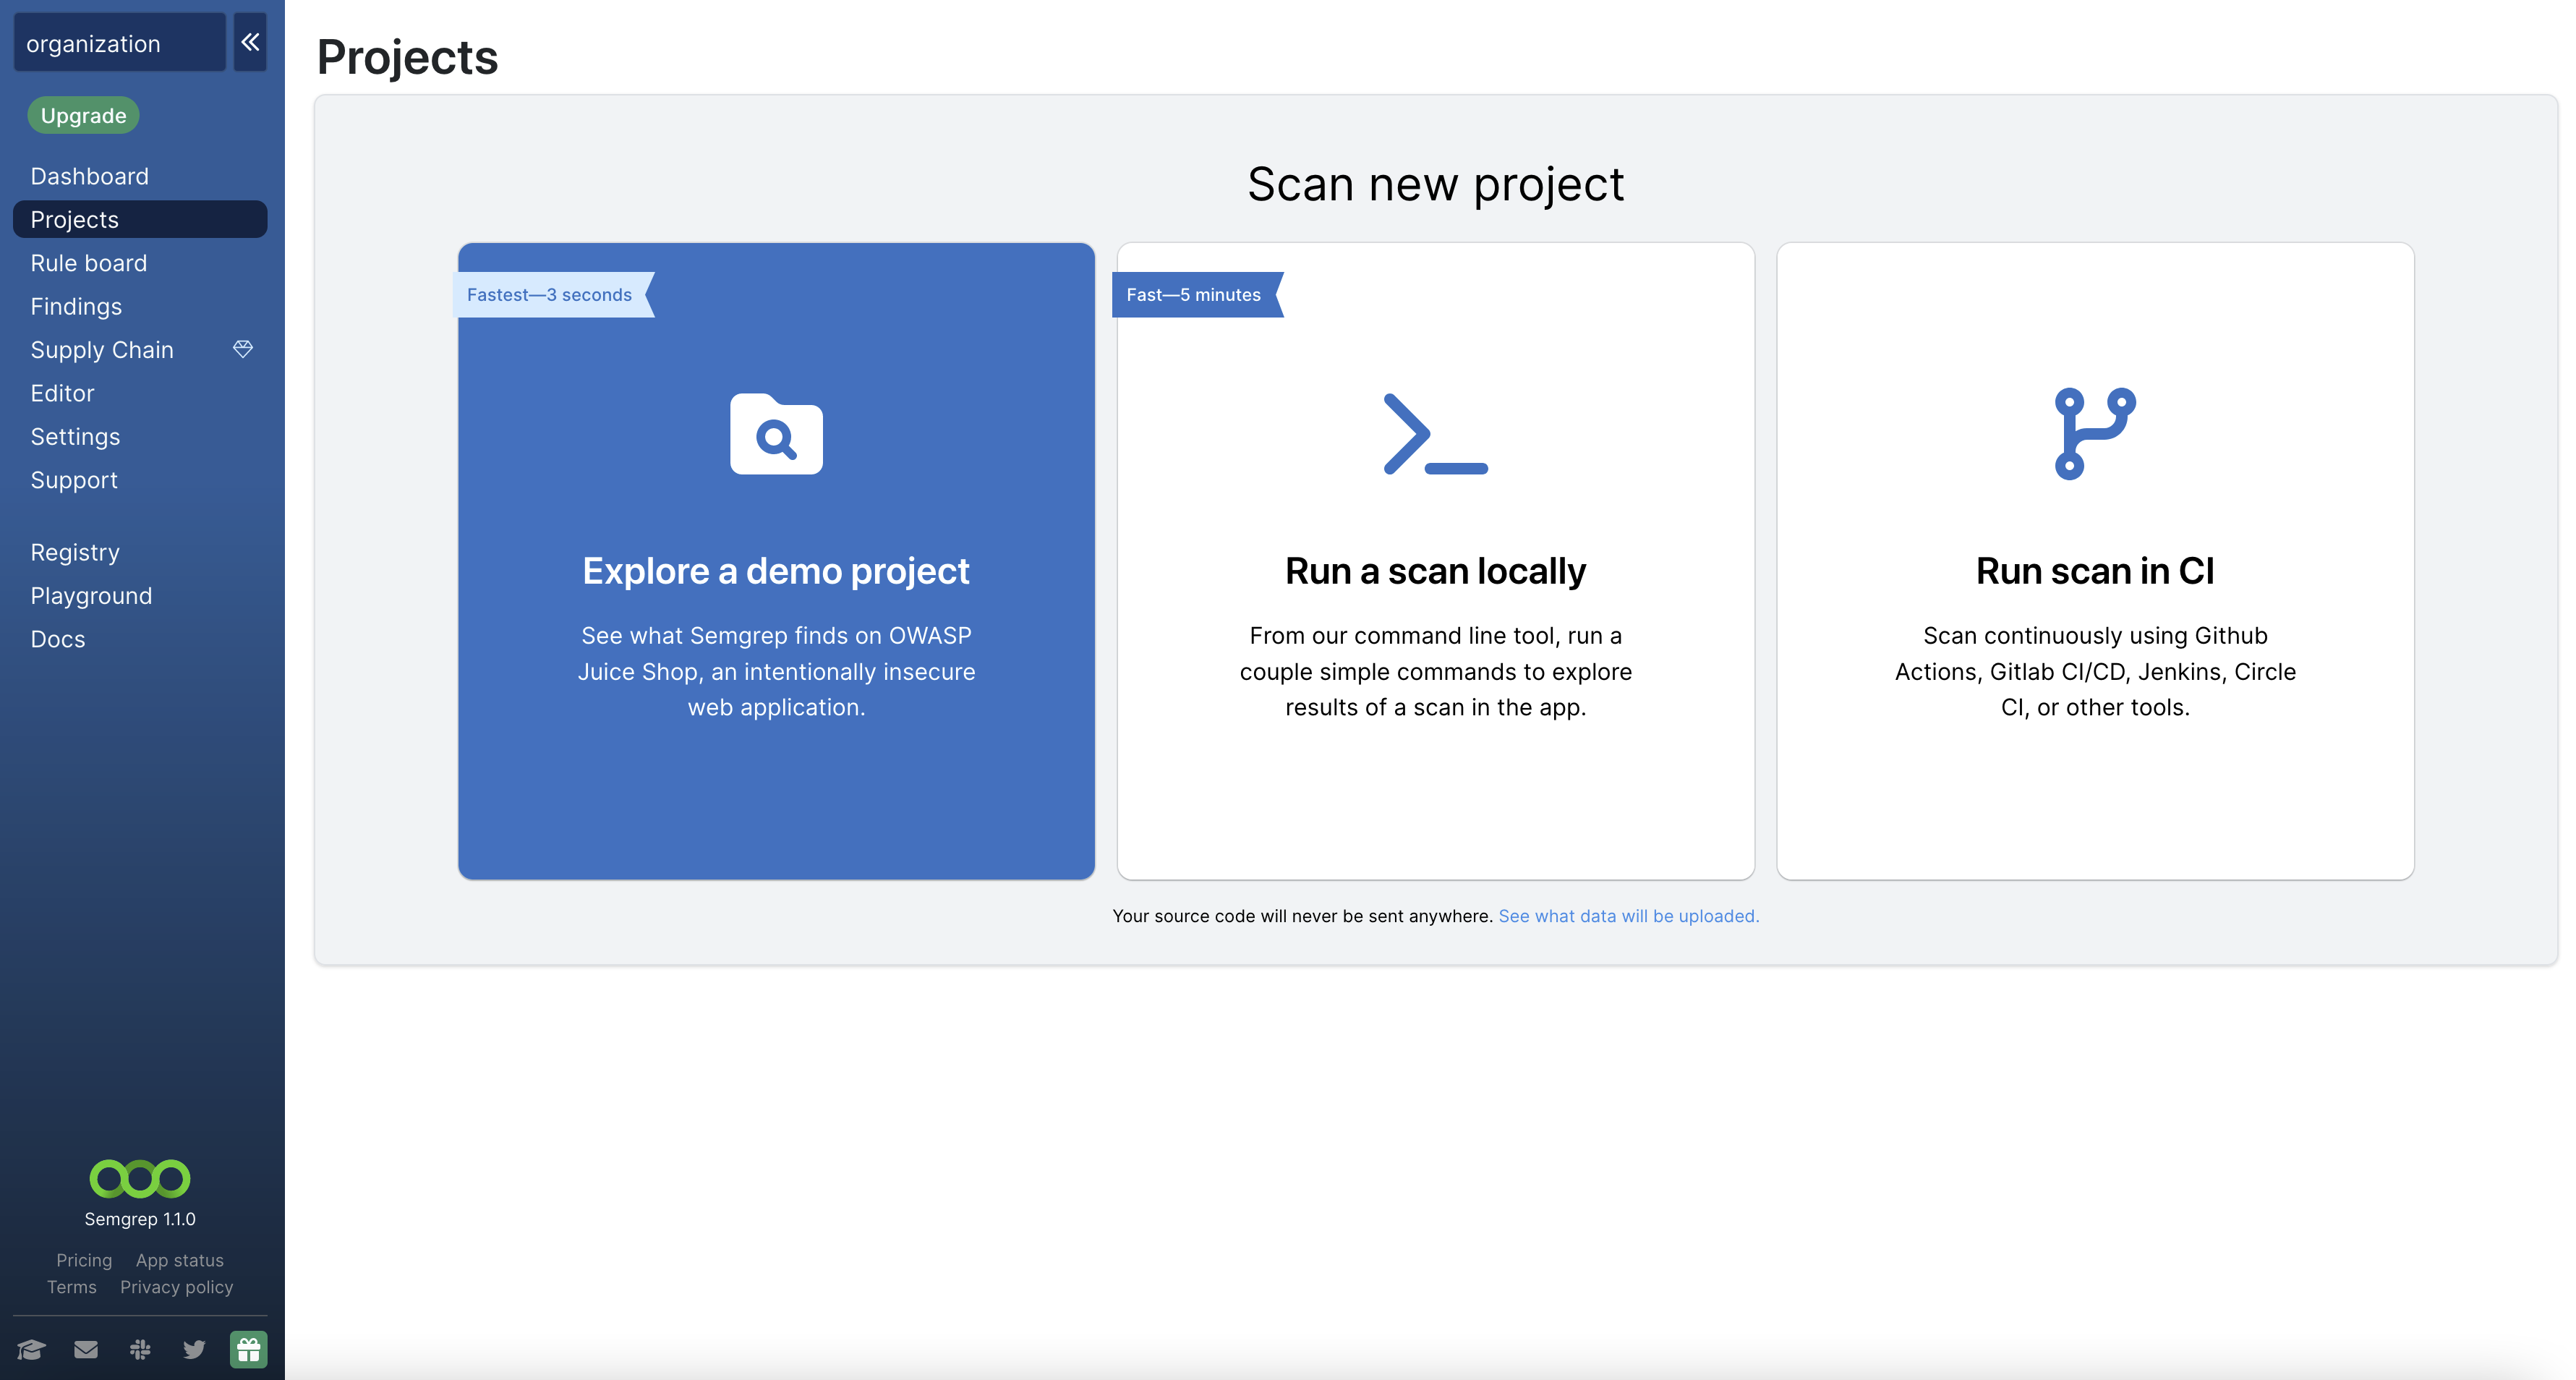 organization
Upgrade
Dashboard
Projects
Rule board
Findings
Supply Chain
Editor
Settings
Support
Registry
Playground
Docs
Semgrep 1.1.0
Pricing App status
Terms Privacy policy
Projects
Scan new project
Fastest—3 seconds
Explore a demo project
See what Semgrep finds on OWASP
Juice Shop, an intentionally insecure
web application.
Fast—5 minutes
Run a scan locally
From our command line tool, run a
couple simple commands to explore
results of a scan in the app.
Run scan in CI
Scan continuously using Github
Actions, Gitlab CI/CD, Jenkins, Circle
CI, or other tools.
Your source code will never be sent anywhere. See what data will be uploaded.